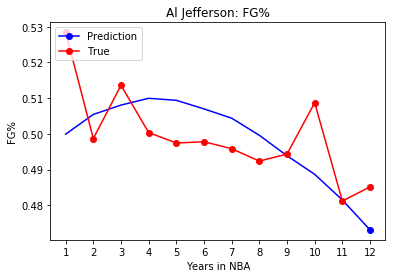 Al Jefferson: FG%
Prediction
True
FG%
0.53
0.52
0.51
0.50
0.49
0.48
1 2 3 4 5 6 7 8 9 10 11 12
Years in NBA